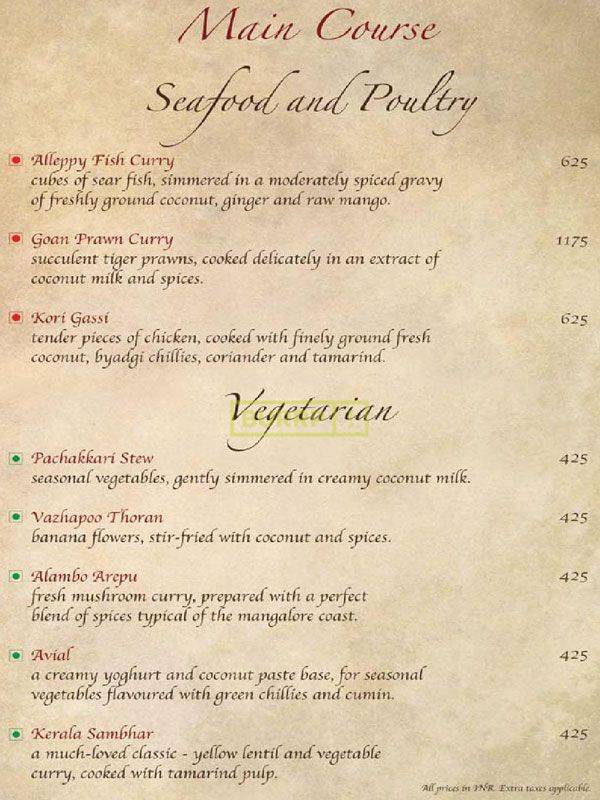 Main Course
Seafood and Poultry
Alleppy Fish Curry 625
cubes of sear fish, simmered in a moderately spiced gravy
of freshly ground coconut, ginger and raw mango.
Goan Prawn Curry 1175
succulent tiger prawns, cooked delicately in an extract of
coconut milk and spices.
Kori Gassi 625
tender pieces of chicken, cooked with finely ground fresh
coconut, byadgi chillies, coriander and tamarind.
Vegetarian
Pachakkari Stew 425
seasonal vegetables, gently simmered in creamy coconut milk.
Vazhapoo Thoran 425
banana flowers, stir-fried with coconut and spices.
Alambo Arepu 425
fresh mushroom curry, prepared with a perfect
blend of spices typical of the mangalore coast.
Avial 425
a creamy yoghurt and coconut paste base, for seasonal
vegetables flavoured with green chillies and cumin.
Kerala Sambhar 425
a much-loved classic - yellow lentil and vegetable
curry, cooked with tamarind pulp.
All prices in INR. Extra taxes applicable.